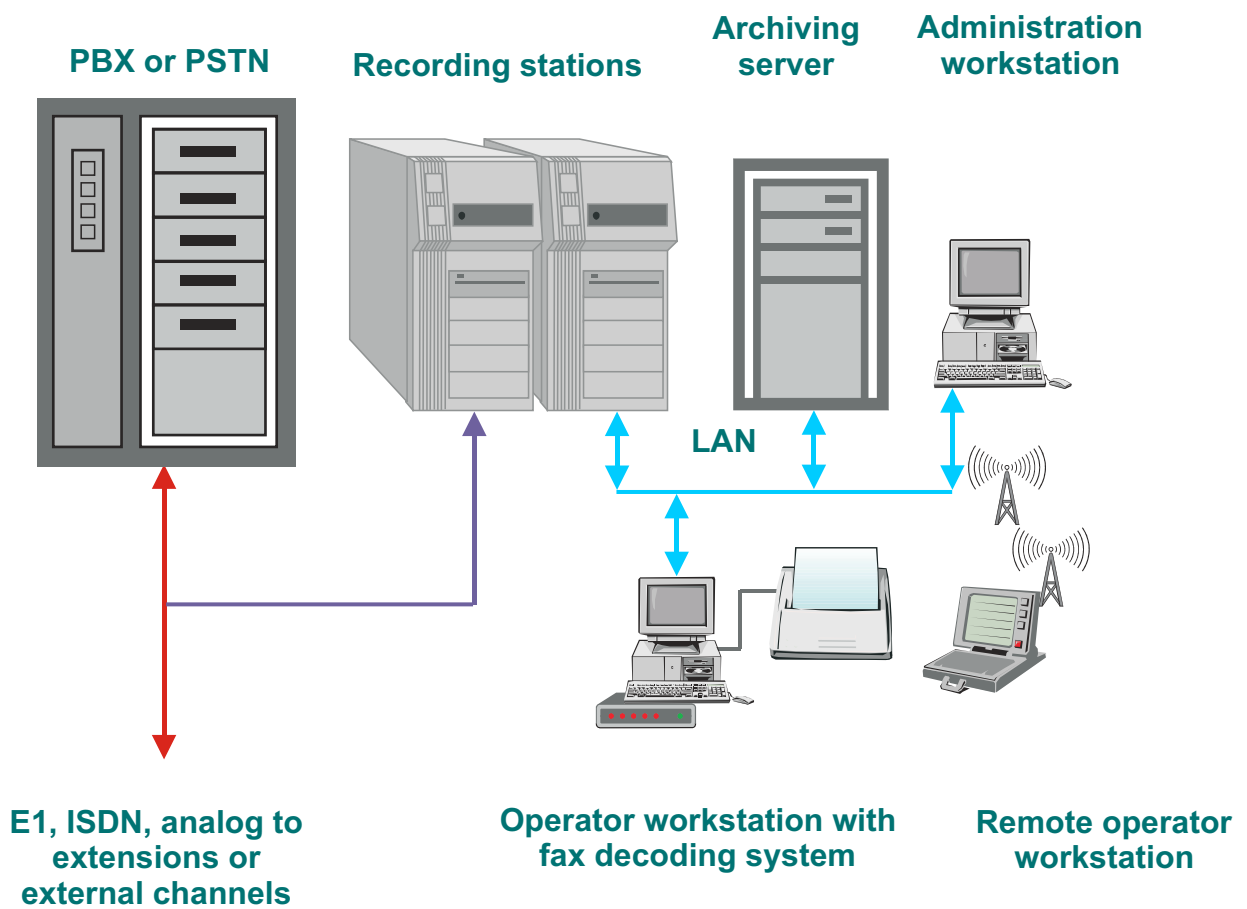 PBX or PSTN
Recording stations
Archiving
server
Administration
workstation
LAN
E1, ISDN, analog to
extensions or
external channels
Operator workstation with
fax decoding system
Remote operator
workstation